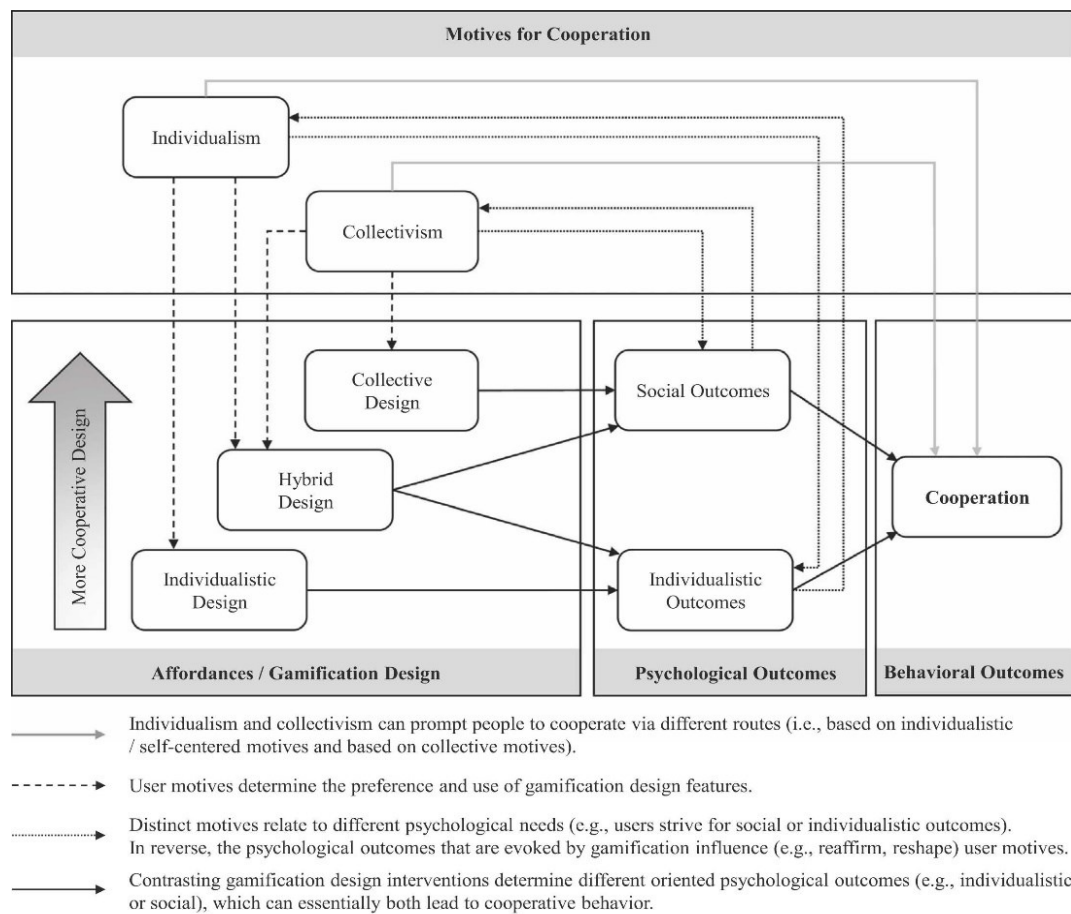 Motives for Cooperation
Individualism
Collectivism
More Cooperative Design
Collective
Design
Hybrid
Design
Individualistic
Design
Social Outcomes
Individualistic
Outcomes
Cooperation
Affordances / Gamification Design
Psychological Outcomes
Behavioral Outcomes
Individualism and collectivism can prompt people to cooperate via different routes (i.e., based on individualistic
/ self-centered motives and based on collective motives).
User motives determine the preference and use of gamification design features.
Distinct motives relate to different psychological needs (e.g., users strive for social or individualistic outcomes).
In reverse, the psychological outcomes that are evoked by gamification influence (e.g., reaffirm, reshape) user motives.
Contrasting gamification design interventions determine different oriented psychological outcomes (e.g., individualistic
or social), which can essentially both lead to cooperative behavior.